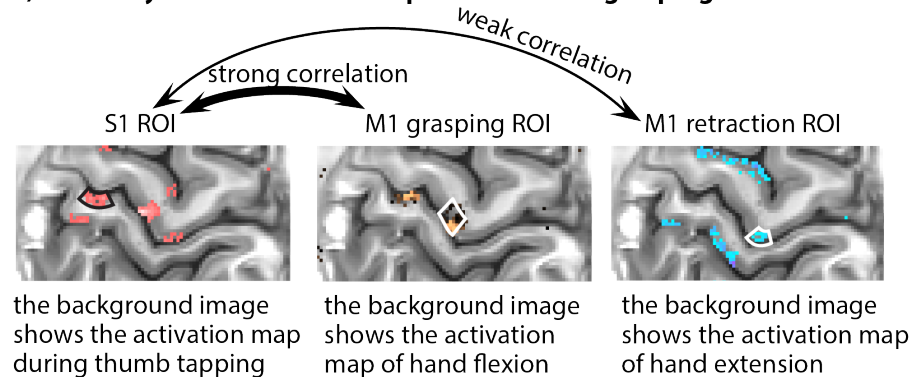 weak correlation
strong correlation
S1 ROI
M1 grasping ROI
M1 retraction ROI
the background image
shows the activation map
during thumb tapping
the background image
shows the activation
map of hand flexion
the background image
shows the activation map
of hand extension